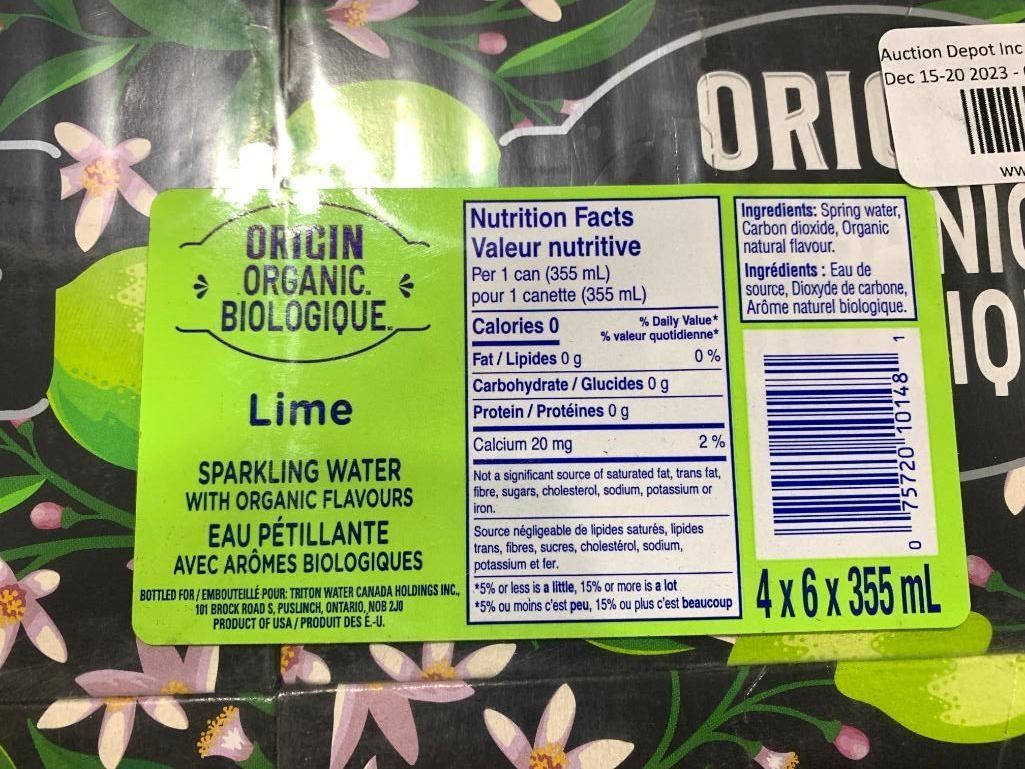 ORIGIN
ORGANIC
BIOLOGIQUE
Lime
SPARKLING WATER
WITH ORGANIC FLAVOURS
EAU PÉTILLANTE
AVEC ARÔMES BIOLOGIQUES
BOTTLED FOR / EMBOUTEILLÉ POUR: TRITON WATER CANADA HOLDINGS INC.,
101 BROCK ROAD S, PUSLINCH, ONTARIO, N0B 2J0
PRODUCT OF USA / PRODUIT DES É.-U.
Nutrition Facts
Valeur nutritive
Per 1 can (355 mL)
pour 1 canette (355 mL)
Calories 0
% Daily Value*
% valeur quotidienne*
Fat / Lipides 0 g 0 %
Carbohydrate / Glucides 0 g
Protein / Protéines 0 g
Calcium 20 mg 2 %
Not a significant source of saturated fat, trans fat,
fibre, sugars, cholesterol, sodium, potassium or
iron.
Source négligeable de lipides saturés, lipides
trans, fibres, sucres, cholestérol, sodium,
potassium et fer.
*5% or less is a little, 15% or more is a lot
*5% ou moins c'est peu, 15% ou plus c'est beaucoup
Ingredients: Spring water,
Carbon dioxide, Organic
natural flavour.
Ingrédients : Eau de
source, Dioxyde de carbone,
Arôme naturel biologique.
0 75720 10148 1
4 x 6 x 355 mL
ORIG
NIC
IQ
Auction Depot Inc
Dec 15-20 2023 -
ww